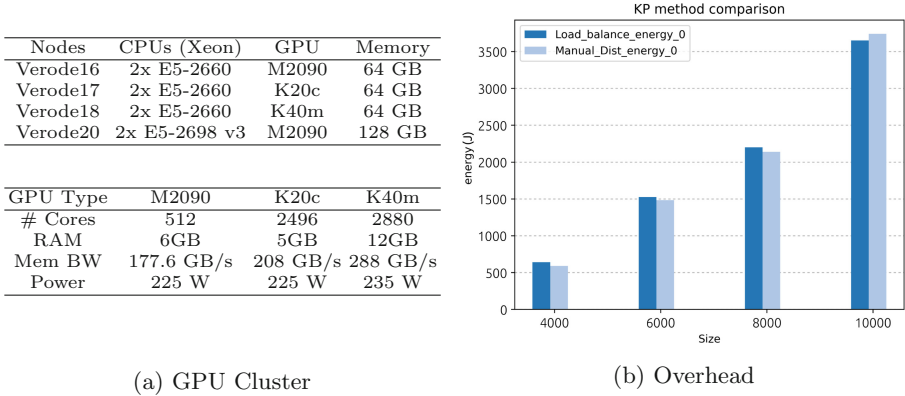 Nodes CPUs (Xeon) GPU Memory
Verode16 2x E5-2660 M2090 64 GB
Verode17 2x E5-2660 K20c 64 GB
Verode18 2x E5-2660 K40m 64 GB
Verode20 2x E5-2698 v3 M2090 128 GB
GPU Type M2090 K20c K40m
# Cores 512 2496 2880
RAM 6GB 5GB 12GB
Mem BW 177.6 GB/s 208 GB/s 288 GB/s
Power 225 W 225 W 235 W
(a) GPU Cluster
KP method comparison
Load_balance_energy_0
Manual_Dist_energy_0
energy (J)
3500
3000
2500
2000
1500
1000
500
0
4000 6000 8000 10000
Size
(b) Overhead